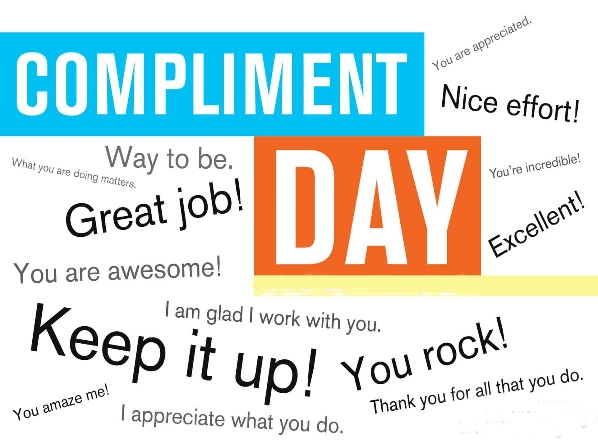 COMPLIMENT
You are appreciated.
Nice effort!
Way to be.
DAY
You're incredible!
What you are doing matters.
Great job!
Excellent!
You are awesome!
I am glad I work with you.
Keep it up!
You rock!
Thank you for all that you do.
You amaze me!
I appreciate what you do.